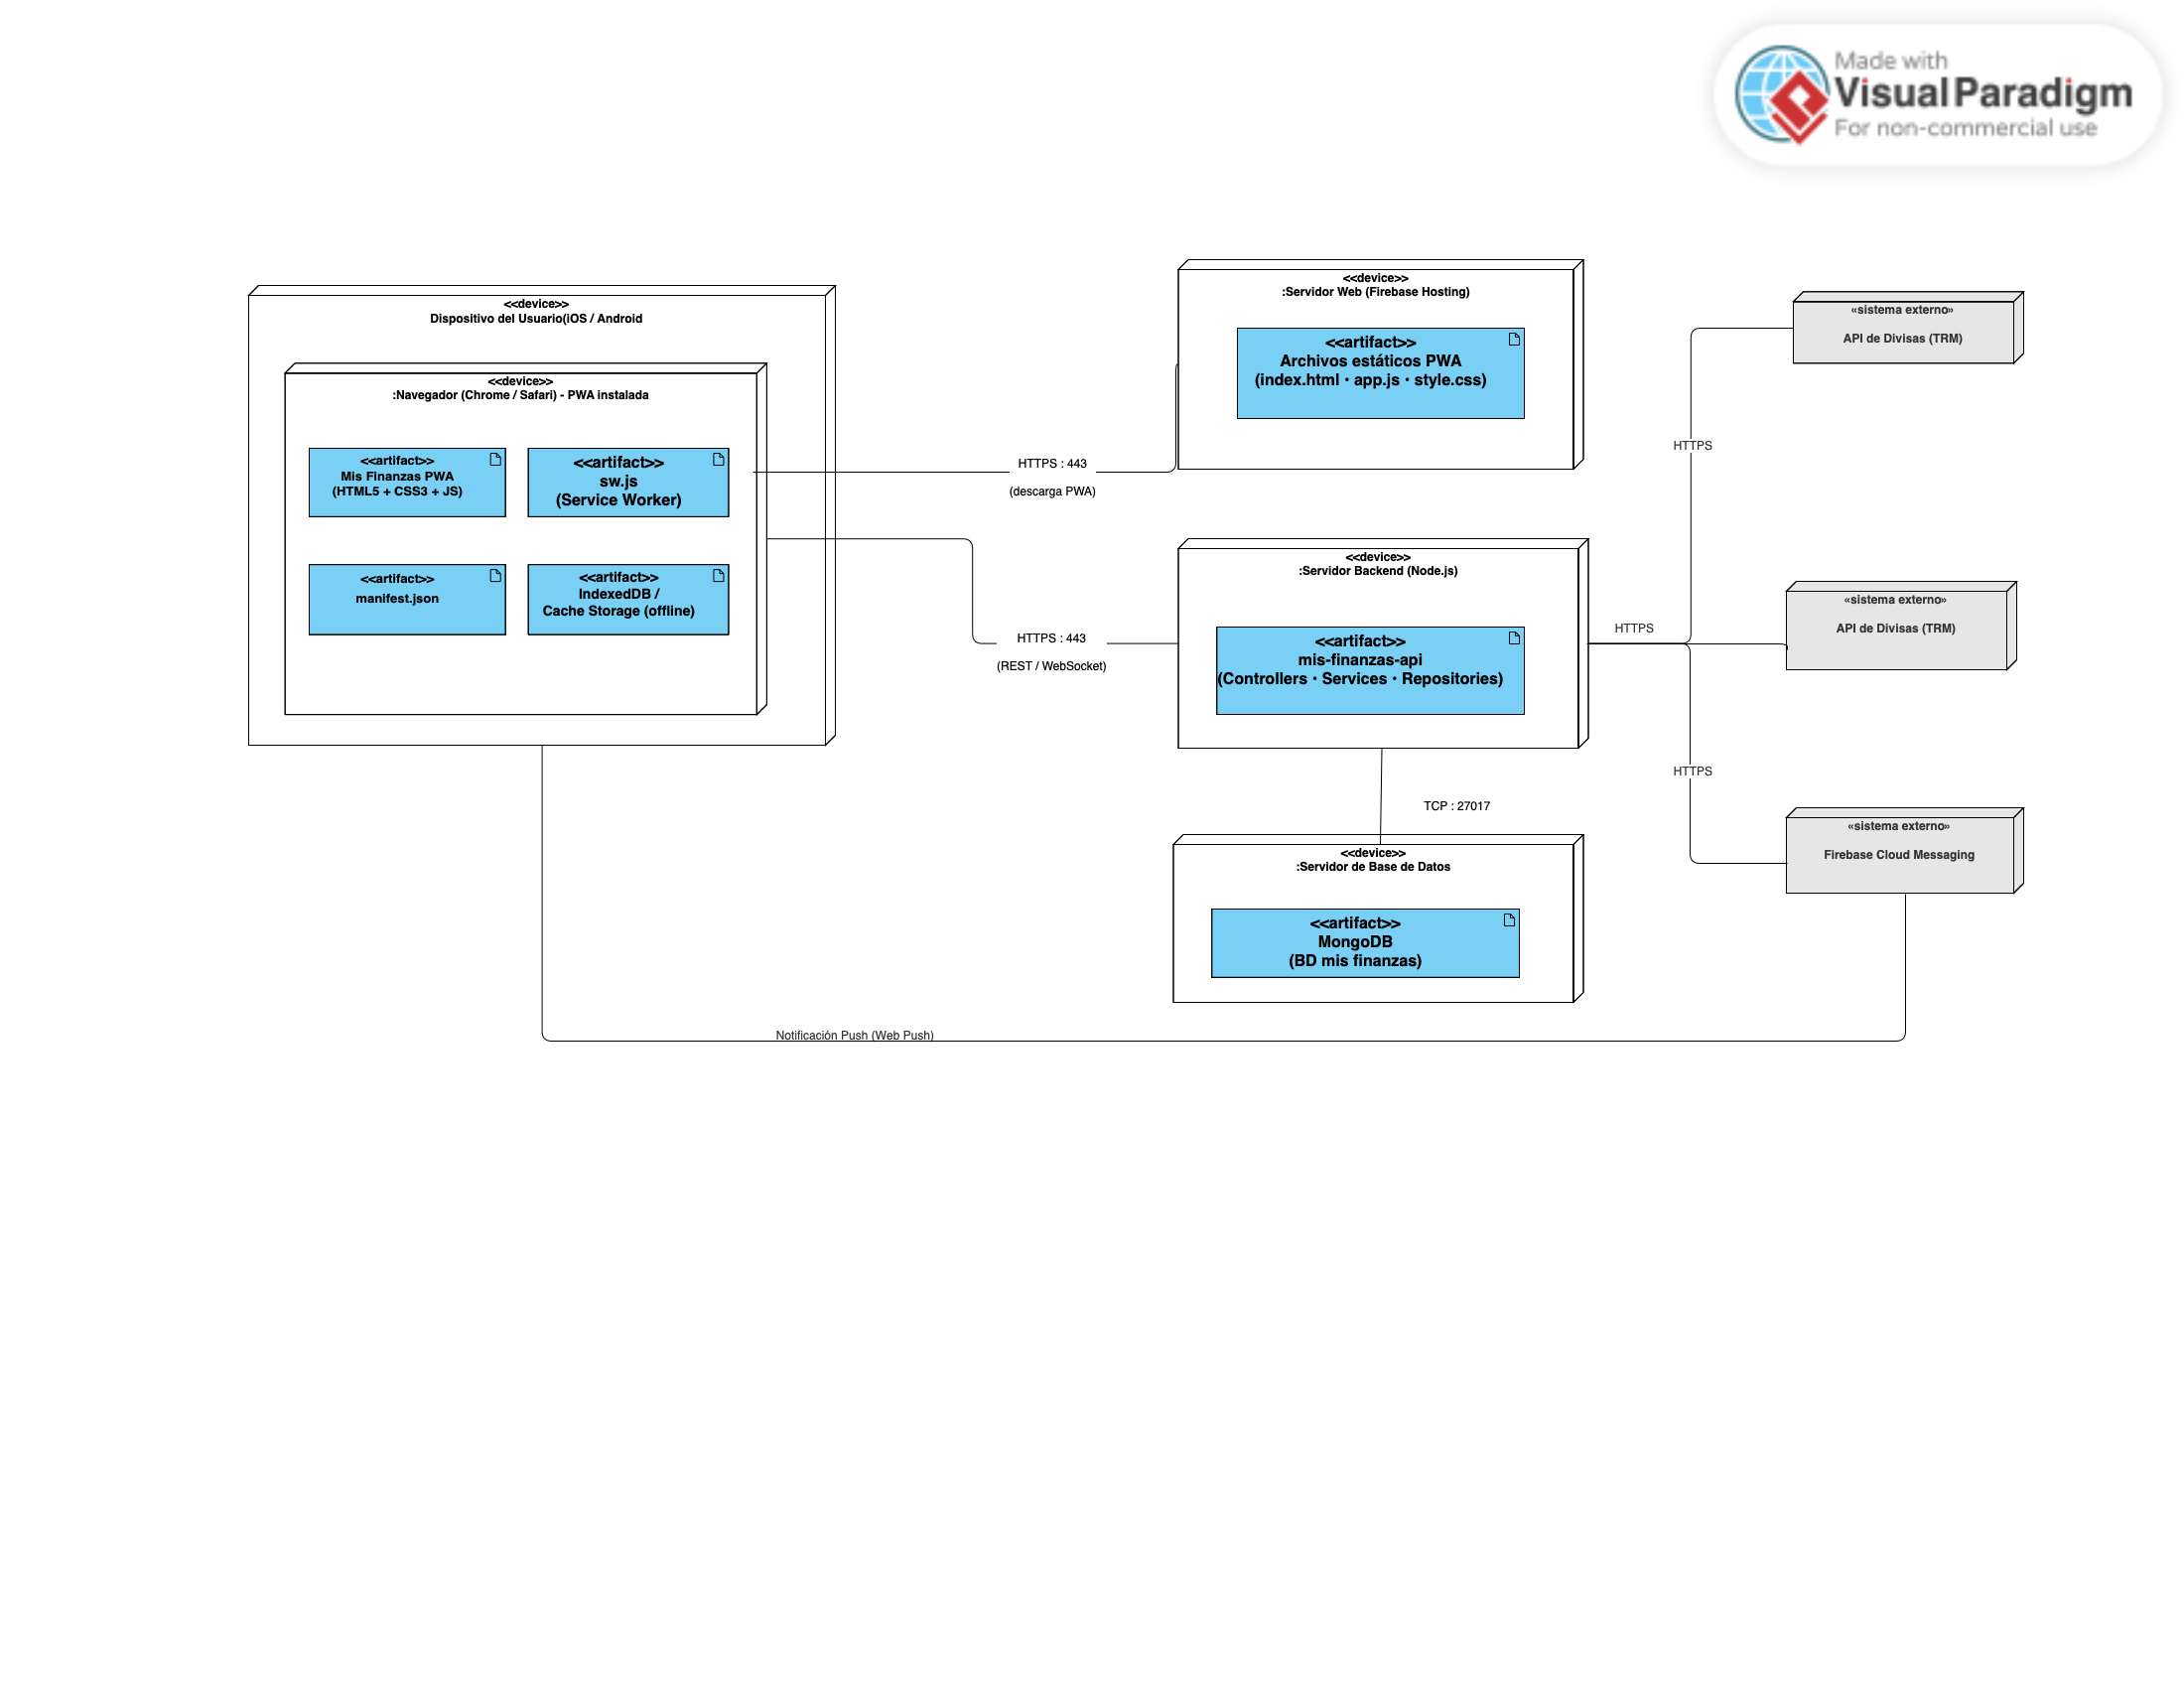 Made with
Visual Paradigm
For non-commercial use
<<device>>
Dispositivo del Usuario(iOS / Android
<<device>>
:Navegador (Chrome / Safari) - PWA instalada
<<artifact>>
Mis Finanzas PWA
(HTML5 + CSS3 + JS)
<<artifact>>
sw.js
(Service Worker)
<<artifact>>
manifest.json
<<artifact>>
IndexedDB /
Cache Storage (offline)
HTTPS : 443
(descarga PWA)
HTTPS : 443
(REST / WebSocket)
<<device>>
:Servidor Web (Firebase Hosting)
<<artifact>>
Archivos estáticos PWA
(index.html • app.js • style.css)
<<device>>
:Servidor Backend (Node.js)
<<artifact>>
mis-finanzas-api
(Controllers • Services • Repositories)
TCP : 27017
<<device>>
:Servidor de Base de Datos
<<artifact>>
MongoDB
(BD mis finanzas)
HTTPS
HTTPS
HTTPS
«sistema externo»
API de Divisas (TRM)
«sistema externo»
API de Divisas (TRM)
«sistema externo»
Firebase Cloud Messaging
Notificación Push (Web Push)